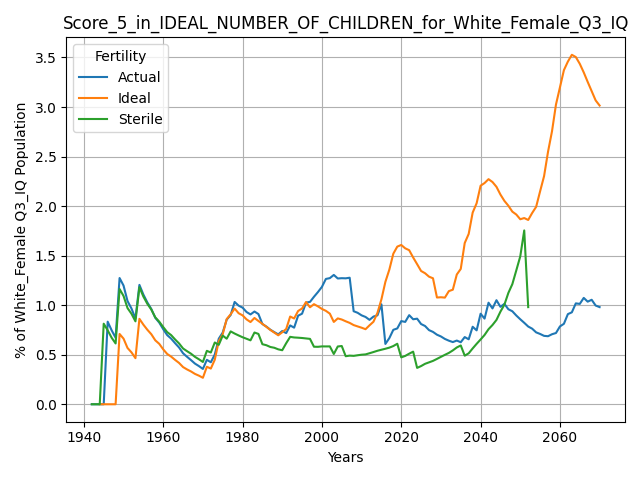 Score_5_in_IDEAL_NUMBER_OF_CHILDREN_for_White_Female_Q3_IQ
Fertility
Actual
Ideal
Sterile
% of White_Female Q3_IQ Population
3.5
3.0
2.5
2.0
1.5
1.0
0.5
0.0
1940 1960 1980 2000 2020 2040 2060
Years